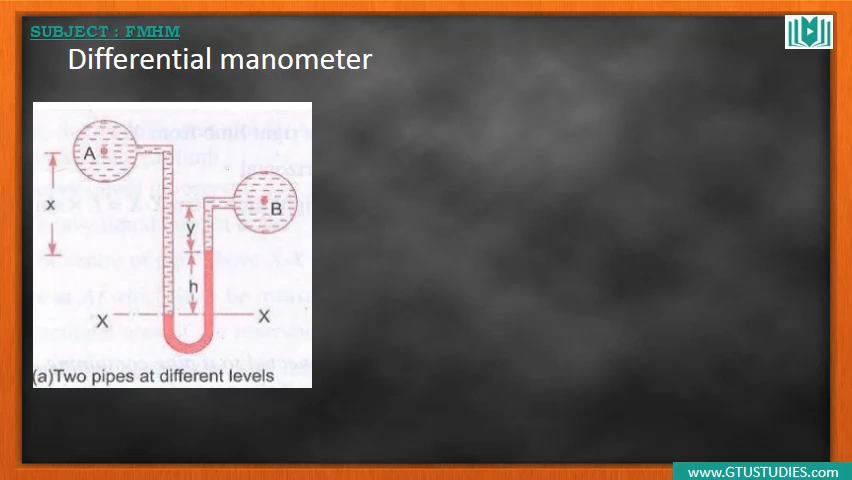 SUBJECT : FMHM
Differential manometer
A
B
x
y
h
X
X
(a)Two pipes at different levels
www.GTUSTUDIES.com